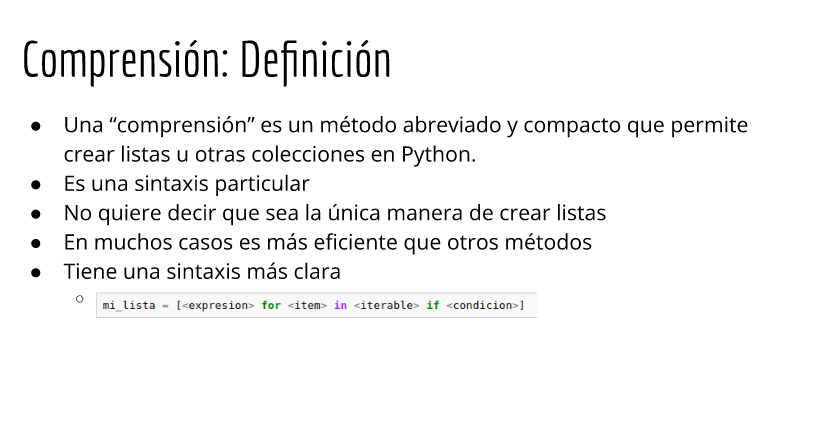 Comprensión: Definición
● Una “comprensión” es un método abreviado y compacto que permite
crear listas u otras colecciones en Python.
● Es una sintaxis particular
● No quiere decir que sea la única manera de crear listas
● En muchos casos es más eficiente que otros métodos
● Tiene una sintaxis más clara
○ mi_lista = [<expresion> for <item> in <iterable> if <condicion>]